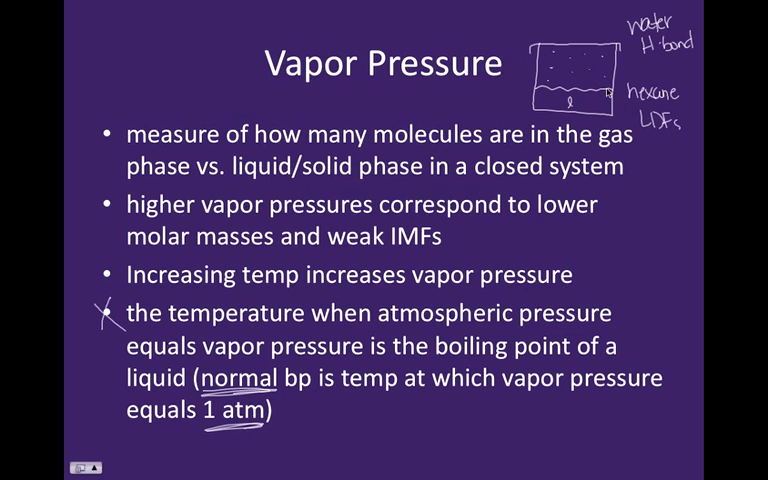 Vapor Pressure
water
H-bond
hexane
LDFs
l
• measure of how many molecules are in the gas
phase vs. liquid/solid phase in a closed system
• higher vapor pressures correspond to lower
molar masses and weak IMFs
• Increasing temp increases vapor pressure
• the temperature when atmospheric pressure
equals vapor pressure is the boiling point of a
liquid (normal bp is temp at which vapor pressure
equals 1 atm)